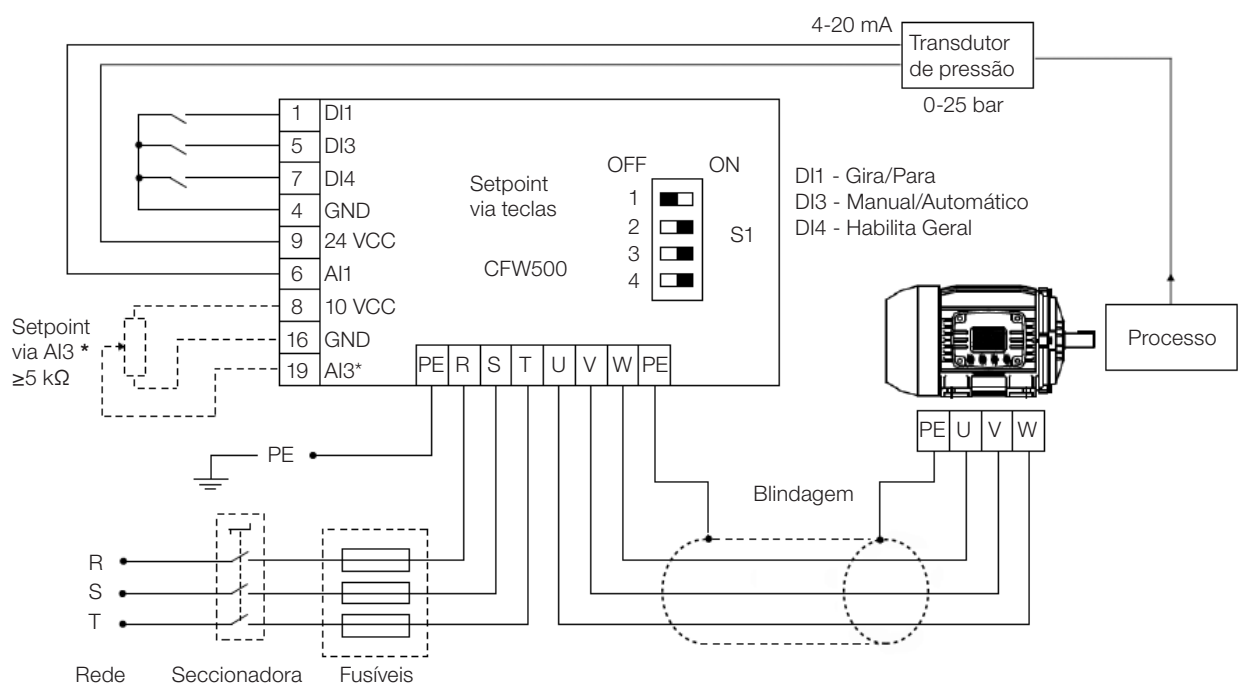 4-20 mA
Transdutor
de pressão
0-25 bar
1 DI1
5 DI3
7 DI4
4 GND
9 24 VCC
6 AI1
8 10 VCC
16 GND
19 AI3*
Setpoint
via teclas
CFW500
OFF ON
1
2
3
4
S1
DI1 - Gira/Para
DI3 - Manual/Automático
DI4 - Habilita Geral
Setpoint
via AI3 *
≥5 kΩ
PE R S T U V W PE
Processo
PE U V W
PE
Blindagem
R
S
T
Rede Seccionadora Fusíveis